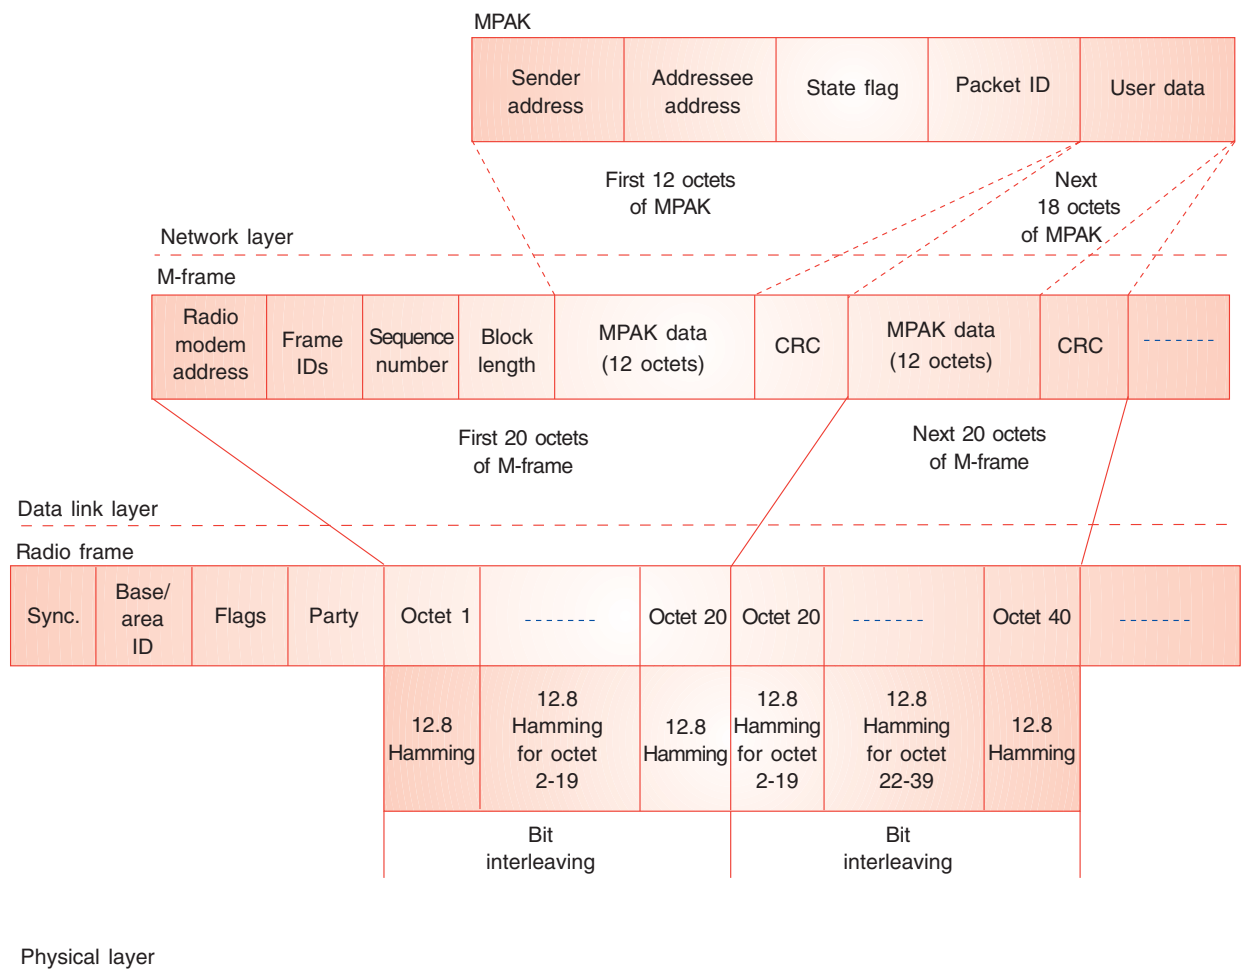 MPAK
Sender
address
Addressee
address
State flag
Packet ID
User data
First 12 octets
of MPAK
Next
18 octets
of MPAK
Network layer
M-frame
Radio
modem
address
Frame
IDs
Sequence
number
Block
length
MPAK data
(12 octets)
CRC
MPAK data
(12 octets)
CRC
First 20 octets
of M-frame
Next 20 octets
of M-frame
Data link layer
Radio frame
Sync.
Base/
area
ID
Flags
Party
Octet 1
Octet 20
Octet 20
Octet 40
12.8
Hamming
12.8
Hamming
for octet
2-19
12.8
Hamming
12.8
Hamming
for octet
2-19
12.8
Hamming
for octet
22-39
12.8
Hamming
Bit
interleaving
Bit
interleaving
Physical layer